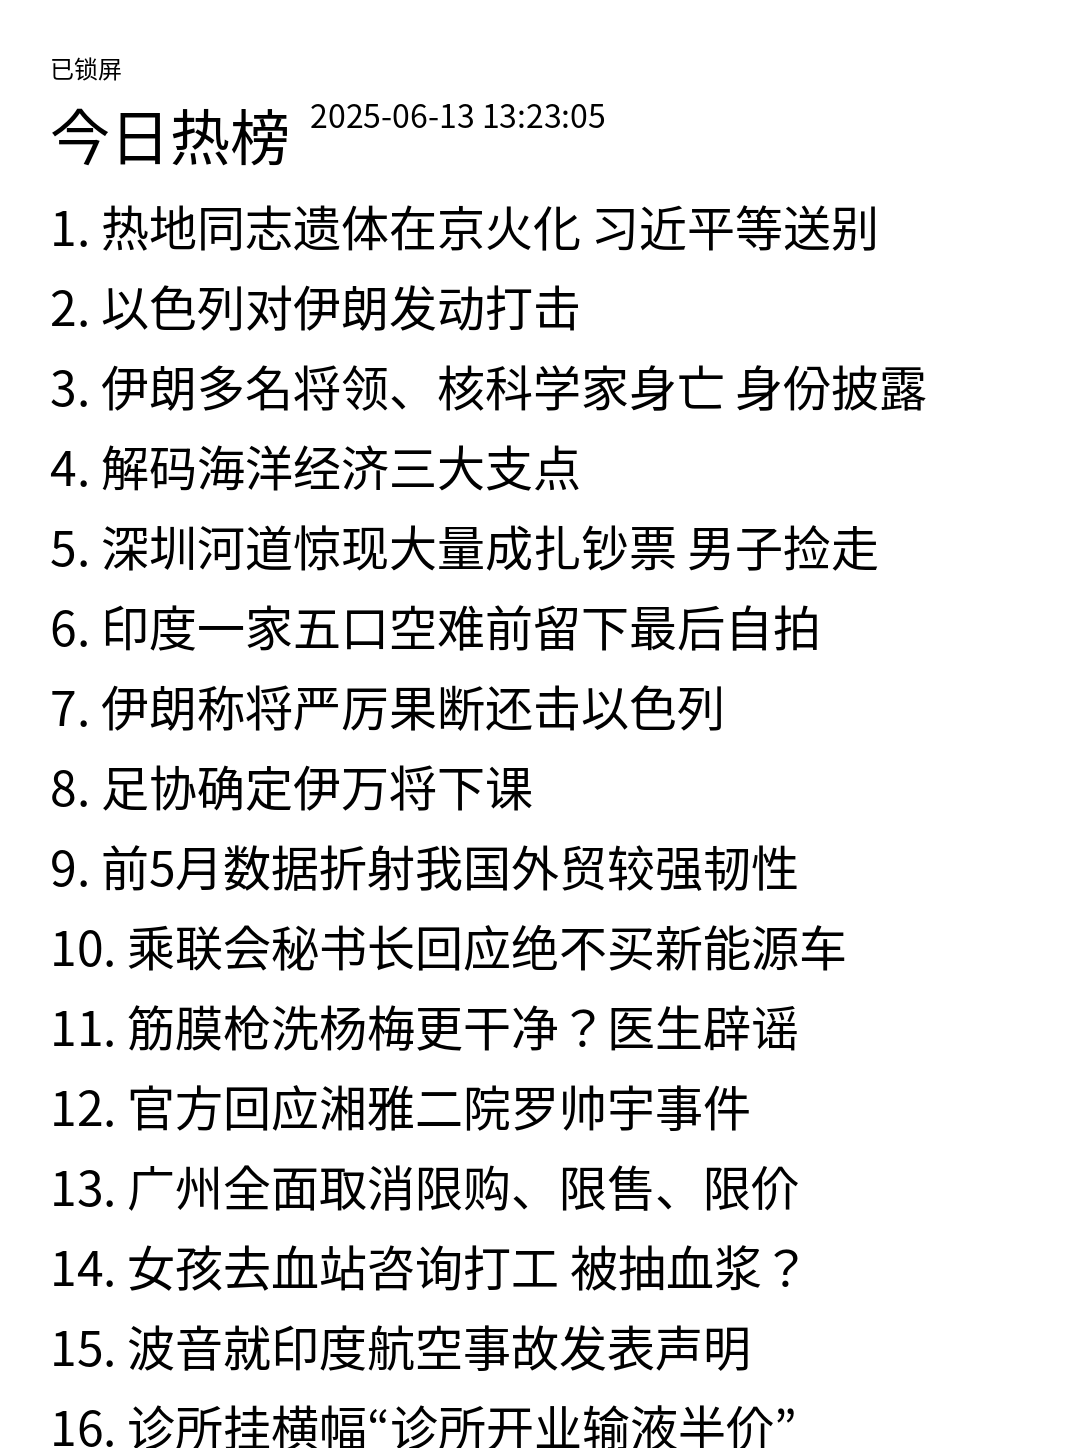 已锁屏
今日热榜 2025-06-13 13:23:05
1. 热地同志遗体在京火化 习近平等送别
2. 以色列对伊朗发动打击
3. 伊朗多名将领、核科学家身亡 身份披露
4. 解码海洋经济三大支点
5. 深圳河道惊现大量成扎钞票 男子捡走
6. 印度一家五口空难前留下最后自拍
7. 伊朗称将严厉果断还击以色列
8. 足协确定伊万将下课
9. 前5月数据折射我国外贸较强韧性
10. 乘联会秘书长回应绝不买新能源车
11. 筋膜枪洗杨梅更干净？医生辟谣
12. 官方回应湘雅二院罗帅宇事件
13. 广州全面取消限购、限售、限价
14. 女孩去血站咨询打工 被抽血浆？
15. 波音就印度航空事故发表声明
16. 诊所挂横幅“诊所开业输液半价”